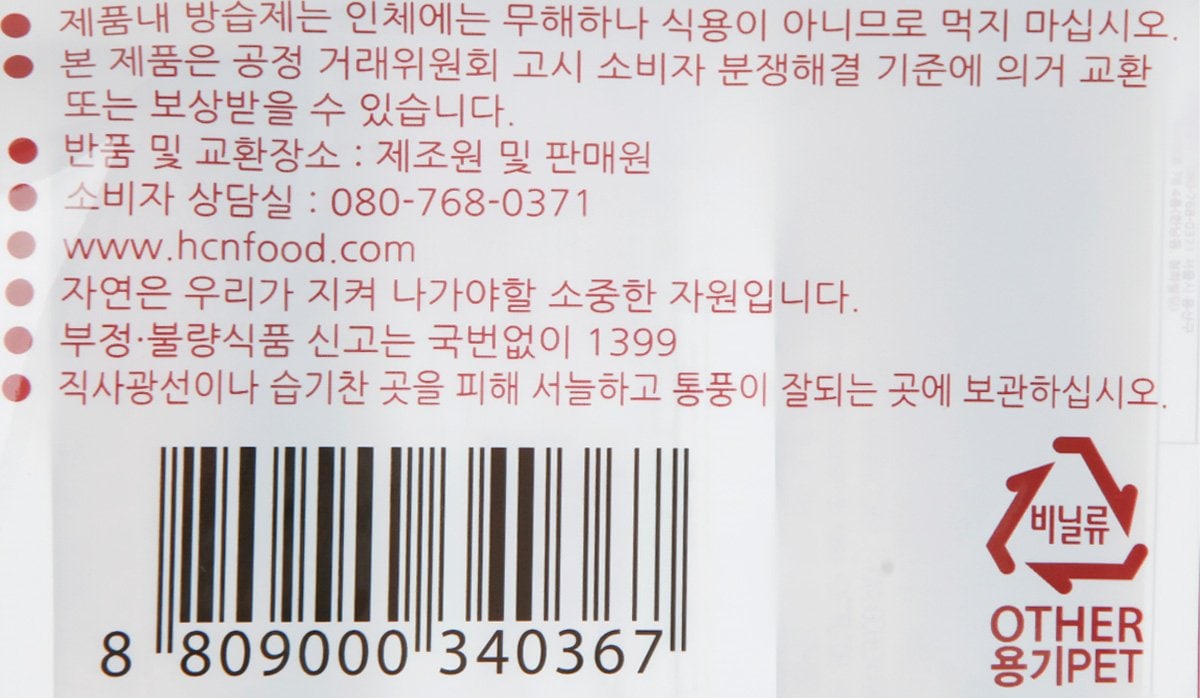 ● 제품내 방습제는 인체에는 무해하나 식용이 아니므로 먹지 마십시오.
● 본 제품은 공정 거래위원회 고시 소비자 분쟁해결 기준에 의거 교환
또는 보상받을 수 있습니다.
● 반품 및 교환장소 : 제조원 및 판매원
● 소비자 상담실 : 080-768-0371
● www.hcnfood.com
● 자연은 우리가 지켜 나가야할 소중한 자원입니다.
● 부정·불량식품 신고는 국번없이 1399
● 직사광선이나 습기찬 곳을 피해 서늘하고 통풍이 잘되는 곳에 보관하십시오.
비닐류
OTHER
용기PET
8 809000 340367